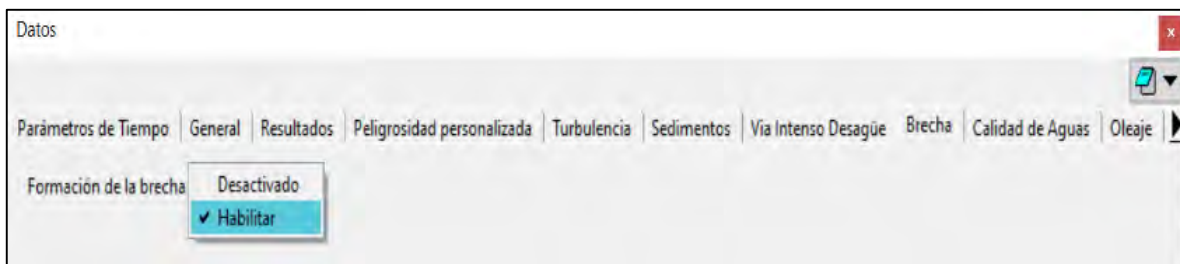 Datos
x
Parámetros de Tiempo General Resultados Peligrosidad personalizada Turbulencia Sedimentos Via Intenso Desagüe Brecha Calidad de Aguas Oleaje
Formación de la brecha Desactivado
✔ Habilitar